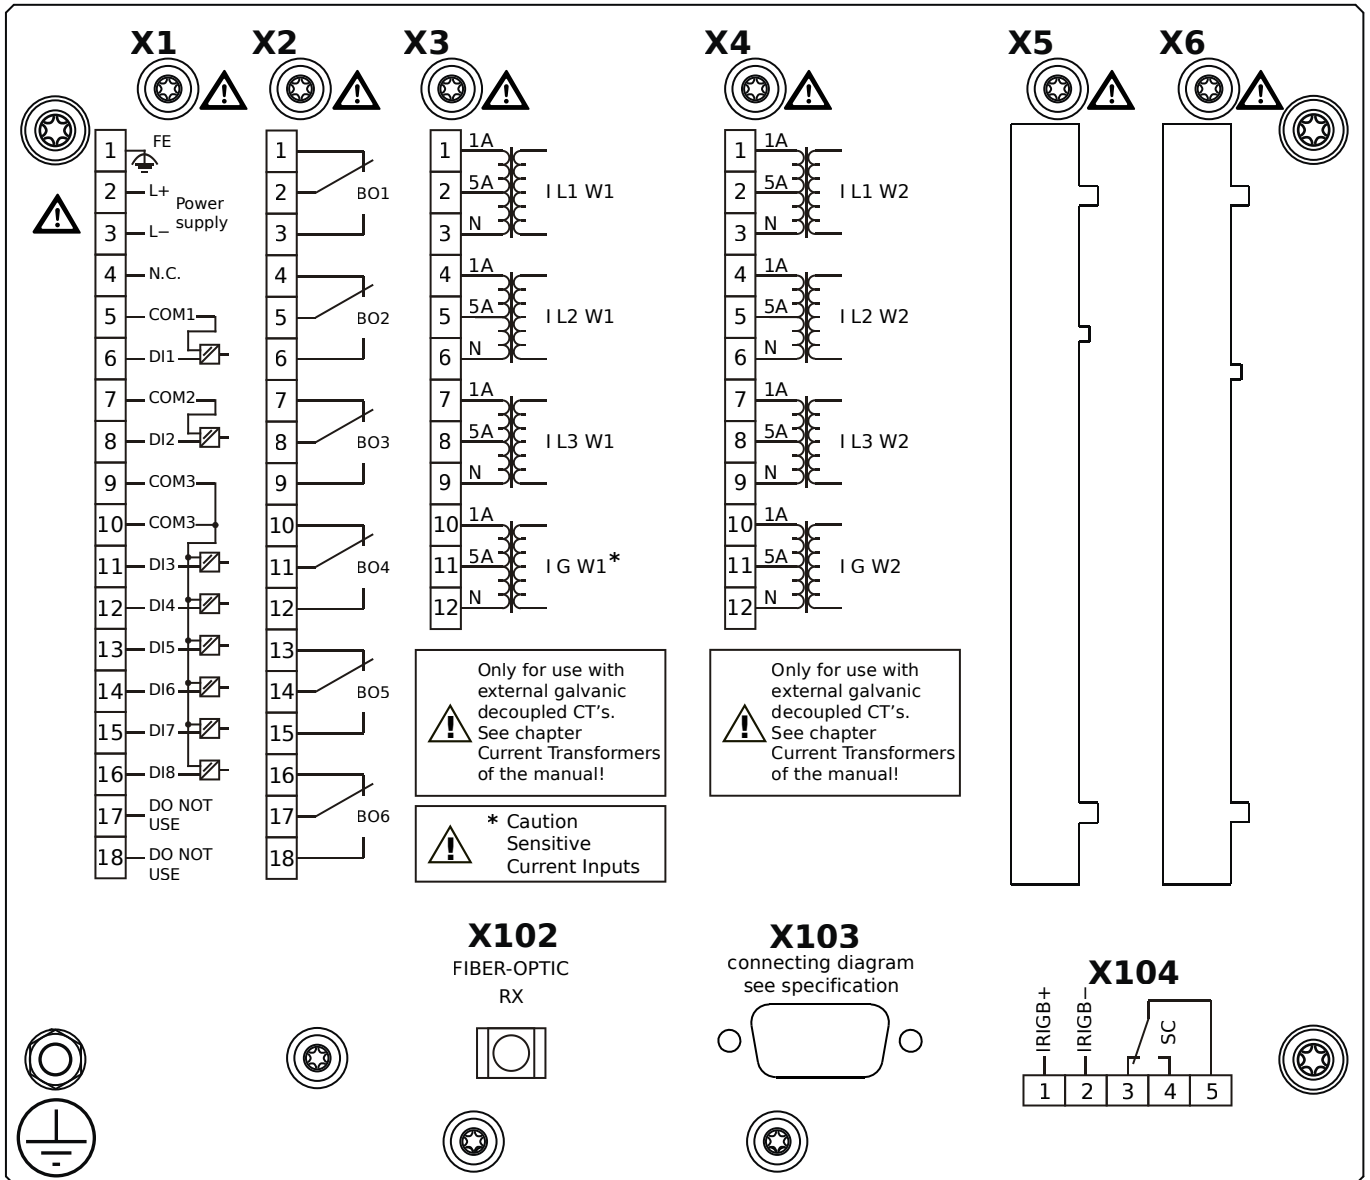 X1
X2
X3
X4
X5
X6
1
FE
2
L+
Power
supply
3
L−
4
N.C.
5
COM1
6
DI1
7
COM2
8
DI2
9
COM3
10
COM3
11
DI3
12
DI4
13
DI5
14
DI6
15
DI7
16
DI8
17
DO NOT
USE
18
DO NOT
USE
1
2
BO1
3
4
5
BO2
6
7
8
BO3
9
10
11
BO4
12
13
14
BO5
15
16
17
BO6
18
1
1A
2
5A
I L1 W1
3
N
4
1A
5
5A
I L2 W1
6
N
7
1A
8
5A
I L3 W1
9
N
10
1A
11
5A
I G W1*
12
N
Only for use with
external galvanic
decoupled CT's.
See chapter
Current Transformers
of the manual!
* Caution
Sensitive
Current Inputs
1
1A
2
5A
I L1 W2
3
N
4
1A
5
5A
I L2 W2
6
N
7
1A
8
5A
I L3 W2
9
N
10
1A
11
5A
I G W2
12
N
Only for use with
external galvanic
decoupled CT's.
See chapter
Current Transformers
of the manual!
X102
FIBER-OPTIC
RX
X103
connecting diagram
see specification
X104
IRIGB+
IRIGB−
SC
1 2 3 4 5